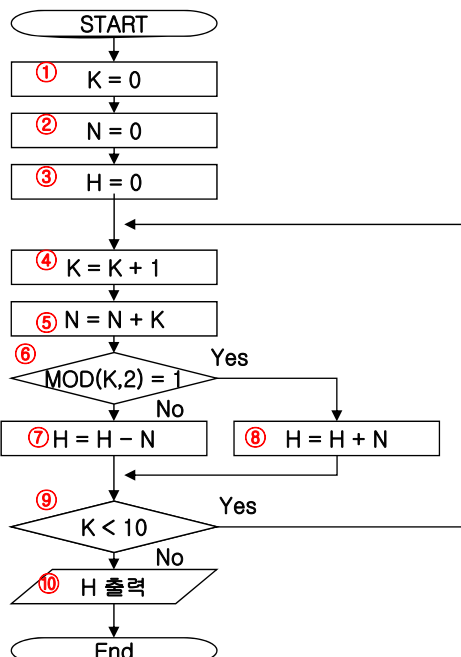 START
① K = 0
② N = 0
③ H = 0
④ K = K + 1
⑤ N = N + K
⑥ MOD(K,2) = 1 Yes
No
⑦ H = H - N
⑧ H = H + N
⑨ K < 10 Yes
No
⑩ H 출력
End